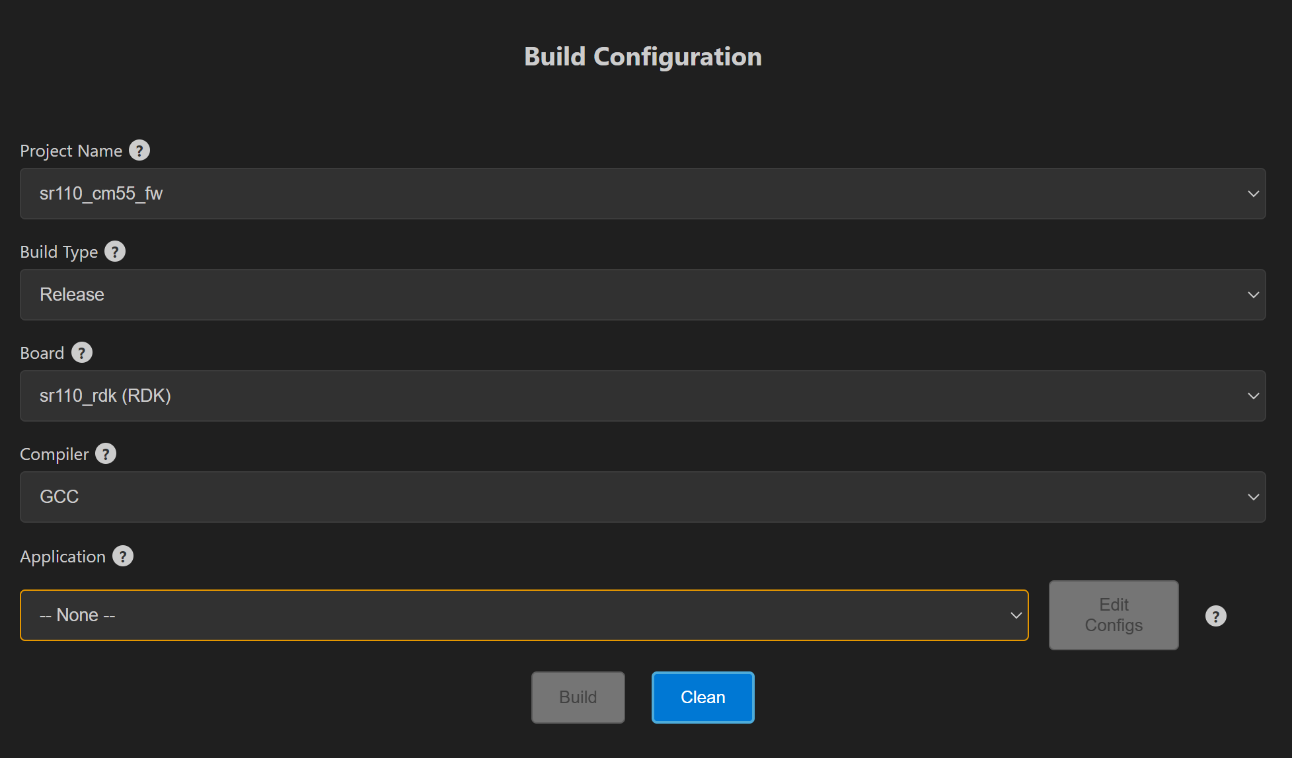 Build Configuration
Project Name ?
sr110_cm55_fw
Build Type ?
Release
Board ?
sr110_rdk (RDK)
Compiler ?
GCC
Application ?
-- None --
Edit
Configs
?
Build
Clean